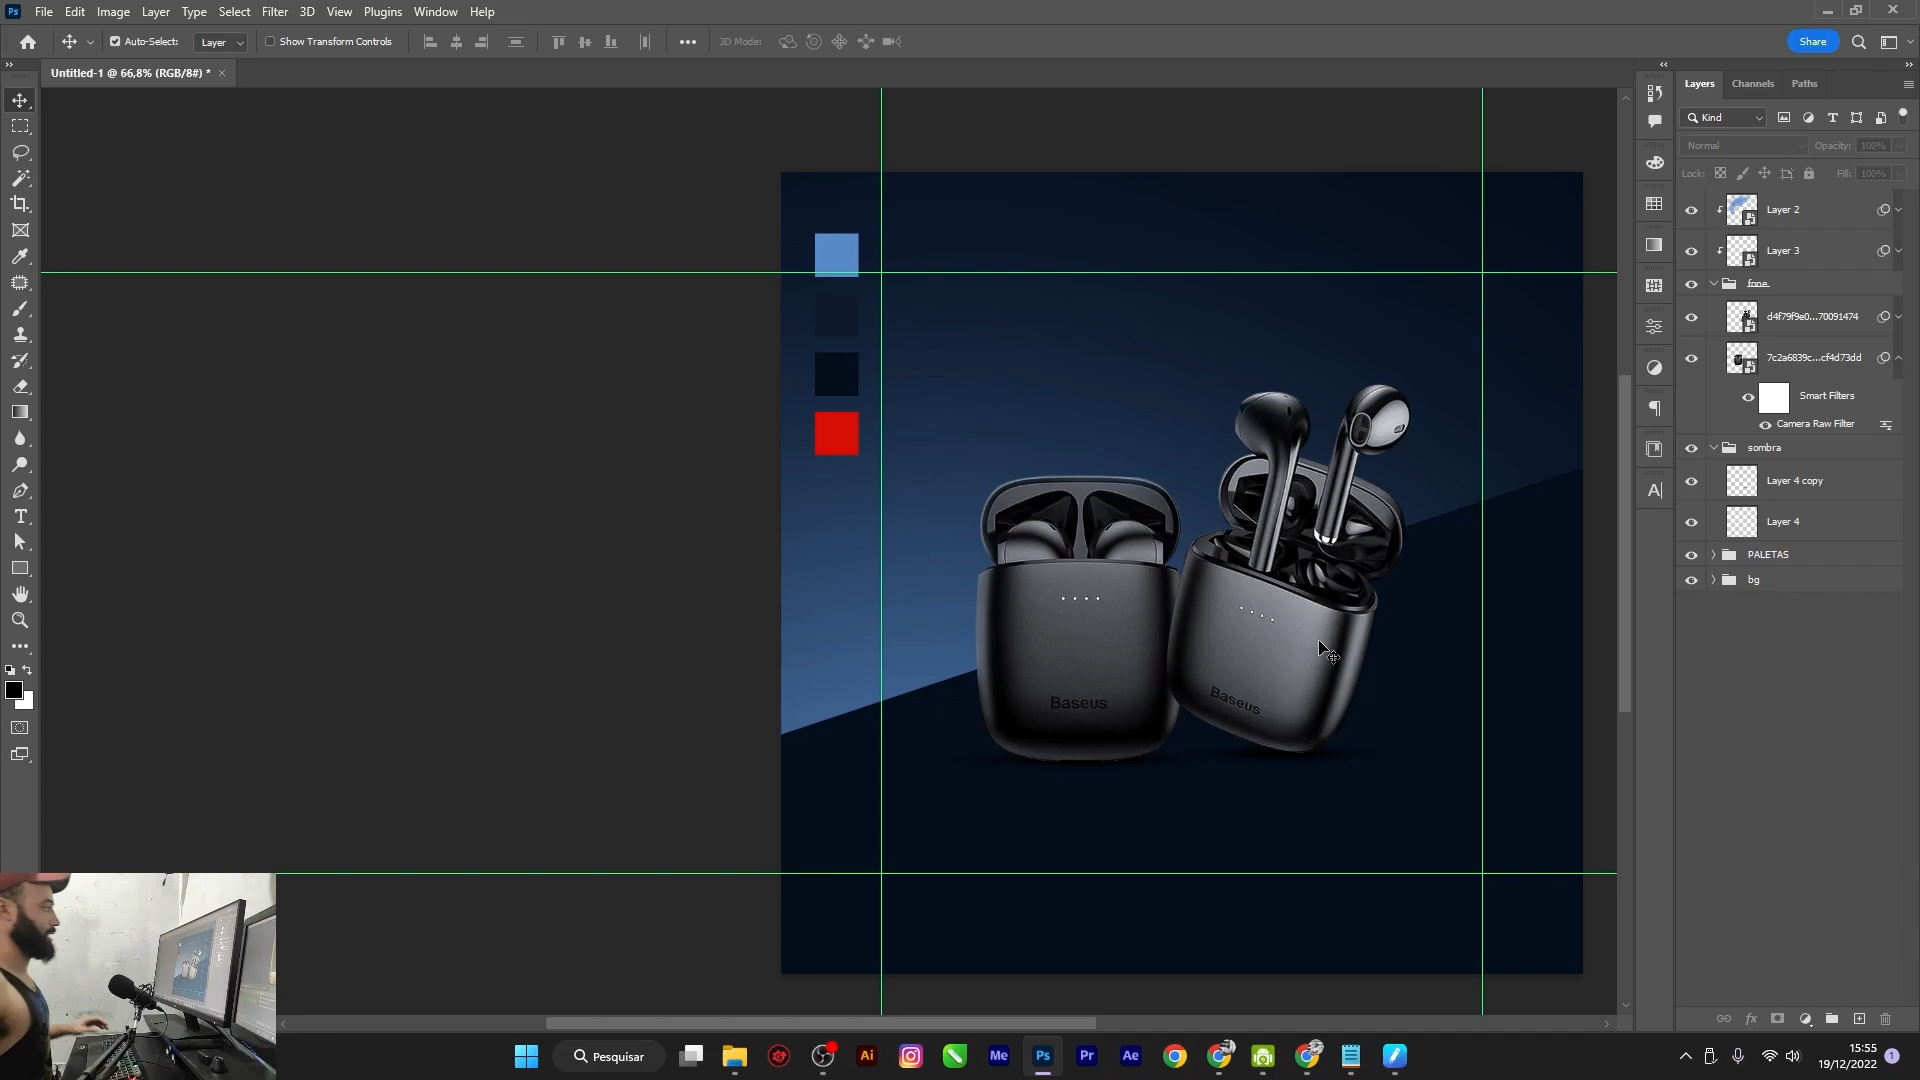 Ps File Edit Image Layer Type Select Filter 3D View Plugins Window Help
Auto-Select: Layer Show Transform Controls 3D Mode: Share
Untitled-1 @ 66,8% (RGB/8#) *
Layers Channels Paths
Kind
Normal Opacity: 100%
Lock: Fill: 100%
Layer 2
Layer 3
fone
d4f79f9e0...70091474
7c2a6839c...cf4d73dd
Smart Filters
Camera Raw Filter
sombra
Layer 4 copy
Layer 4
PALETAS
bg
Baseus
Baseus
Pesquisar
Ai Me Ps Pr Ae
15:55
19/12/2022
1